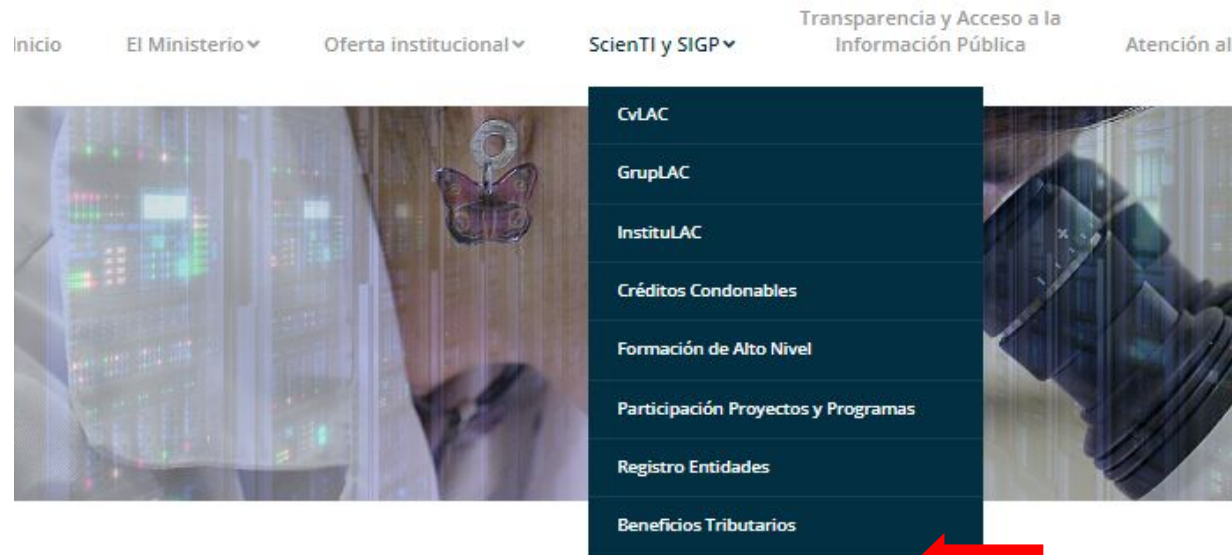 Inicio
El Ministerio
Oferta institucional
ScienTI y SIGP
Transparencia y Acceso a la
Información Pública
Atención al
CvLAC
GrupLAC
InstituLAC
Créditos Condonables
Formación de Alto Nivel
Participación Proyectos y Programas
Registro Entidades
Beneficios Tributarios